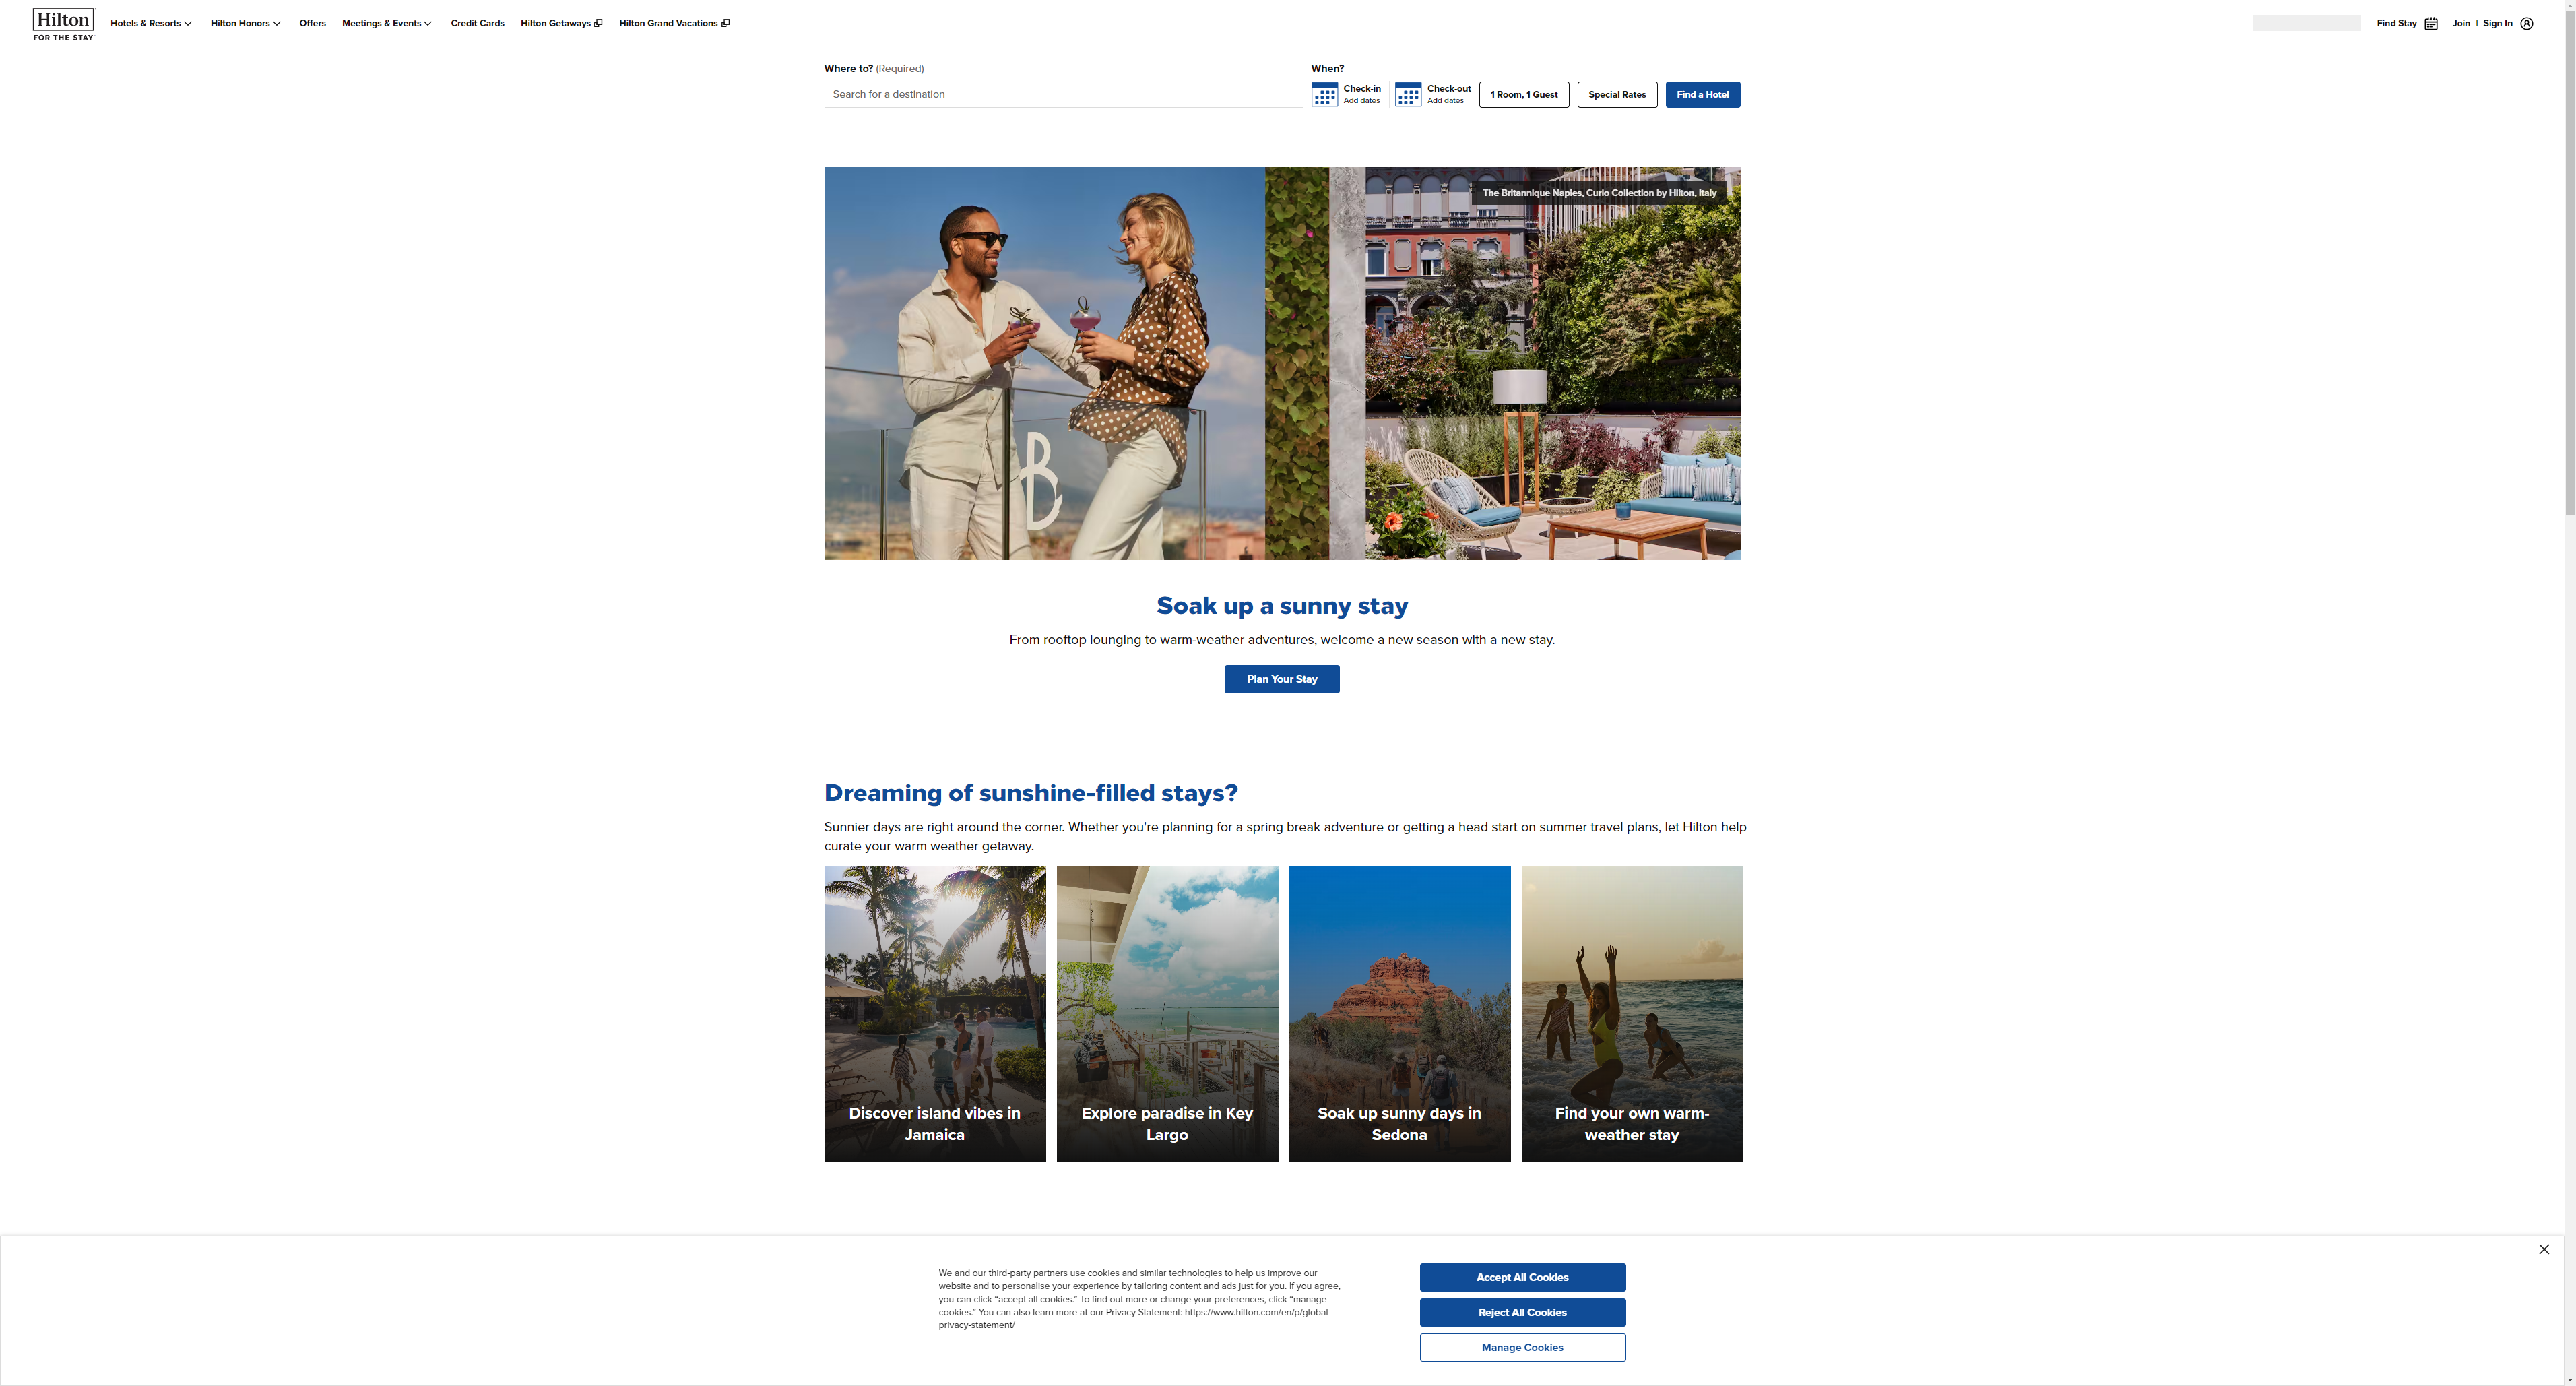 Hilton
FOR THE STAY
Hotels & Resorts
Hilton Honors
Offers
Meetings & Events
Credit Cards
Hilton Getaways
Hilton Grand Vacations
Find Stay
Join | Sign In
Where to? (Required)
Search for a destination
When?
Check-in
Add dates
Check-out
Add dates
1 Room, 1 Guest
Special Rates
Find a Hotel
The Britannique Naples, Curio Collection by Hilton, Italy
B
Soak up a sunny stay
From rooftop lounging to warm-weather adventures, welcome a new season with a new stay.
Plan Your Stay
Dreaming of sunshine-filled stays?
Sunnier days are right around the corner. Whether you're planning for a spring break adventure or getting a head start on summer travel plans, let Hilton help
curate your warm weather getaway.
Discover island vibes in
Jamaica
Explore paradise in Key
Largo
Soak up sunny days in
Sedona
Find your own warm-
weather stay
We and our third-party partners use cookies and similar technologies to help us improve our
website and to personalise your experience by tailoring content and ads just for you. If you agree,
you can click “accept all cookies.” To find out more or change your preferences, click “manage
cookies.” You can also learn more at our Privacy Statement: https://www.hilton.com/en/p/global-
privacy-statement/
Accept All Cookies
Reject All Cookies
Manage Cookies